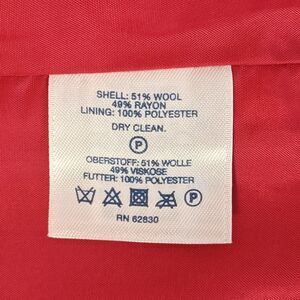 SHELL: 51% WOOL
49% RAYON
LINING: 100% POLYESTER
DRY CLEAN.
P
OBERSTOFF: 51% WOLLE
49% VISKOSE
FUTTER: 100% POLYESTER
P
RN 62830